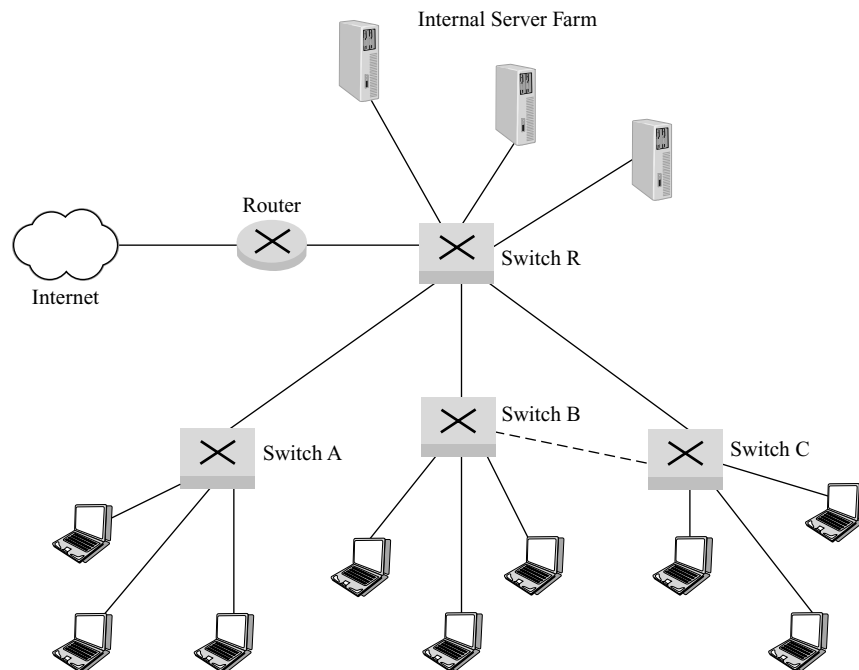 Internal Server Farm
Router
Switch R
Internet
Switch B
Switch A
Switch C